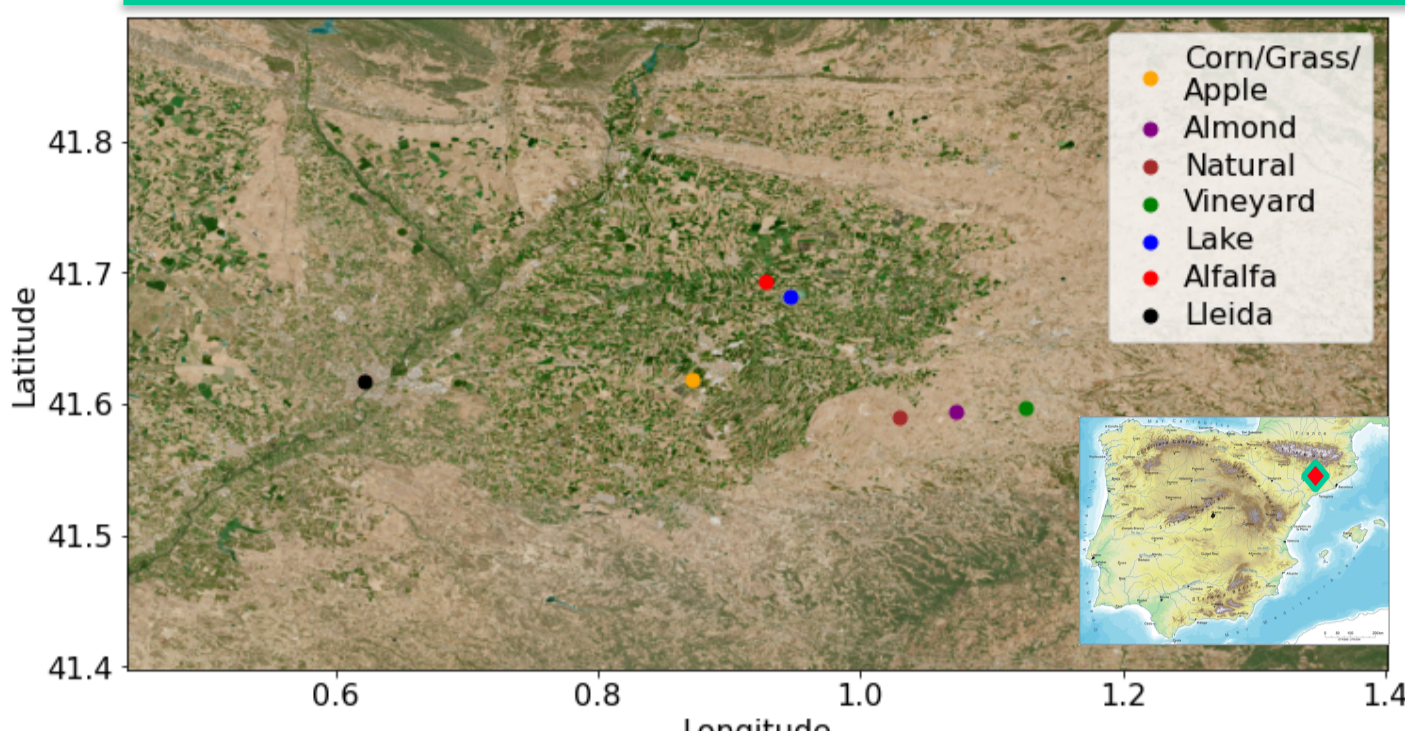 Corn/Grass/
Apple
Almond
Natural
Vineyard
Lake
Alfalfa
Lleida
41.8
41.7
41.6
41.5
41.4
Latitude
0.6 0.8 1.0 1.2 1.4
Longitude